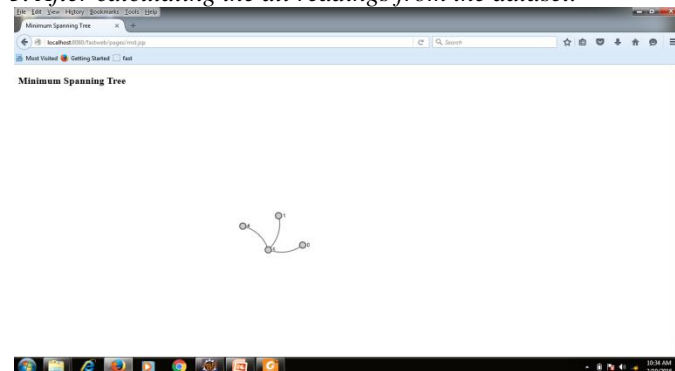 After calculating the all readings from the dataset.
File Edit View History Bookmarks Tools Help
Minimum Spanning Tree
localhost:8080/fastweb/pages/mst.jsp
Search
Most Visited Getting Started fast
Minimum Spanning Tree
1
0
10:34 AM